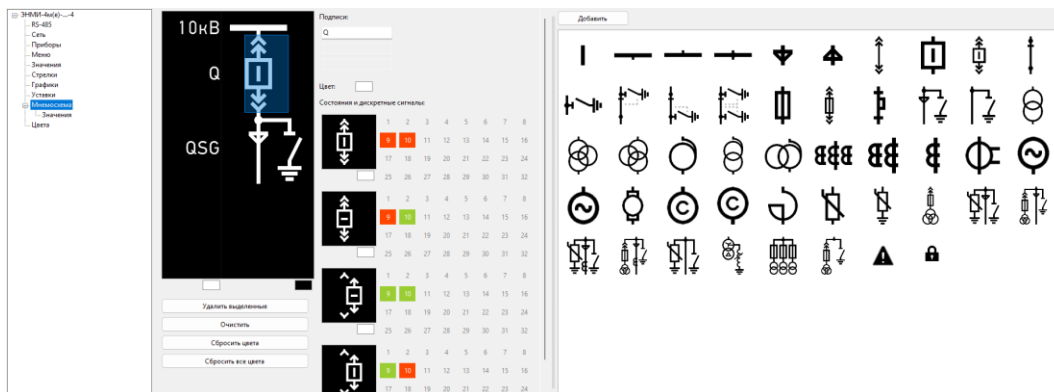 ЭНМИ-4м(e)-...-4
RS-485
Сеть
Приборы
Меню
Значения
Стрелки
Графики
Уставки
Мнемосхема
Значения
Цвета
10кВ
Q
QSG
Удалить выделенные
Очистить
Сбросить цвета
Сбросить все цвета
Подписи:
Q
Цвет:
Состояния и дискретные сигналы:
1 2 3 4 5 6 7 8
9 10 11 12 13 14 15 16
17 18 19 20 21 22 23 24
25 26 27 28 29 30 31 32
1 2 3 4 5 6 7 8
9 10 11 12 13 14 15 16
17 18 19 20 21 22 23 24
25 26 27 28 29 30 31 32
1 2 3 4 5 6 7 8
9 10 11 12 13 14 15 16
17 18 19 20 21 22 23 24
25 26 27 28 29 30 31 32
1 2 3 4 5 6 7 8
9 10 11 12 13 14 15 16
17 18 19 20 21 22 23 24
Добавить
C
C